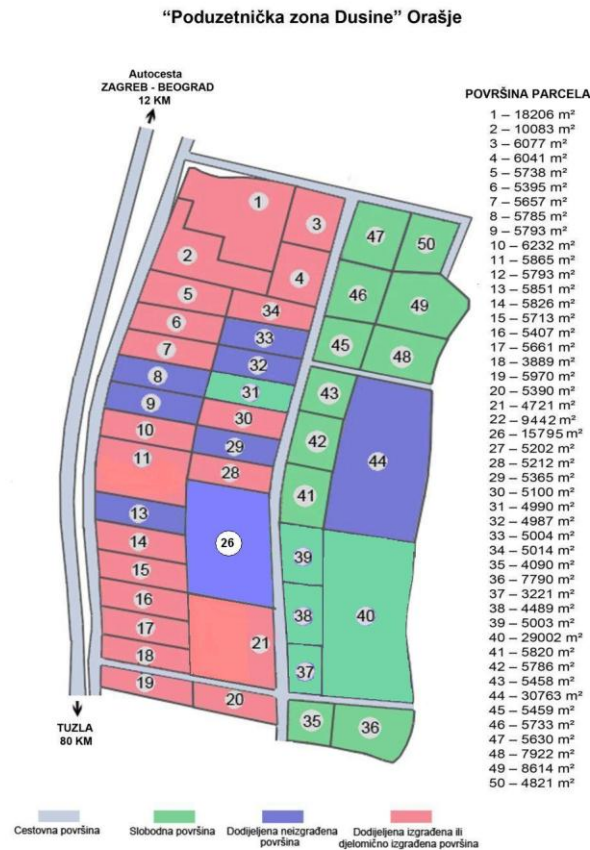 “Poduzetnička zona Dusine” Orašje
Autocesta
ZAGREB - BEOGRAD
12 KM
POVRŠINA PARCELA
1 – 18206 m²
2 – 10083 m²
3 – 6077 m²
4 – 6041 m²
5 – 5738 m²
6 – 5395 m²
7 – 5657 m²
8 – 5785 m²
9 – 5793 m²
10 – 6232 m²
11 – 5865 m²
12 – 5793 m²
13 – 5851 m²
14 – 5826 m²
15 – 5713 m²
16 – 5407 m²
17 – 5661 m²
18 – 3889 m²
19 – 5970 m²
20 – 5390 m²
21 – 4721 m²
22 – 9442 m²
26 – 15795 m²
27 – 5202 m²
28 – 5212 m²
29 – 5365 m²
30 – 5100 m²
31 – 4990 m²
32 – 4987 m²
33 – 5004 m²
34 – 5014 m²
35 – 4090 m²
36 – 7790 m²
37 – 3221 m²
38 – 4489 m²
39 – 5003 m²
40 – 29002 m²
41 – 5820 m²
42 – 5786 m²
43 – 5458 m²
44 – 30763 m²
45 – 5459 m²
46 – 5733 m²
47 – 5630 m²
48 – 7922 m²
49 – 8614 m²
50 – 4821 m²
1
3
47
50
2
4
5
34
46
49
6
33
7
32
45
48
8
31
43
9
30
10
29
42
44
11
28
41
13
26
14
39
15
16
38
40
17
21
18
37
19
20
35
36
TUZLA
80 KM
Cestovna površina
Slobodna površina
Dodijeljena neizgrađena
površina
Dodijeljena izgrađena ili
djelomično izgrađena površina